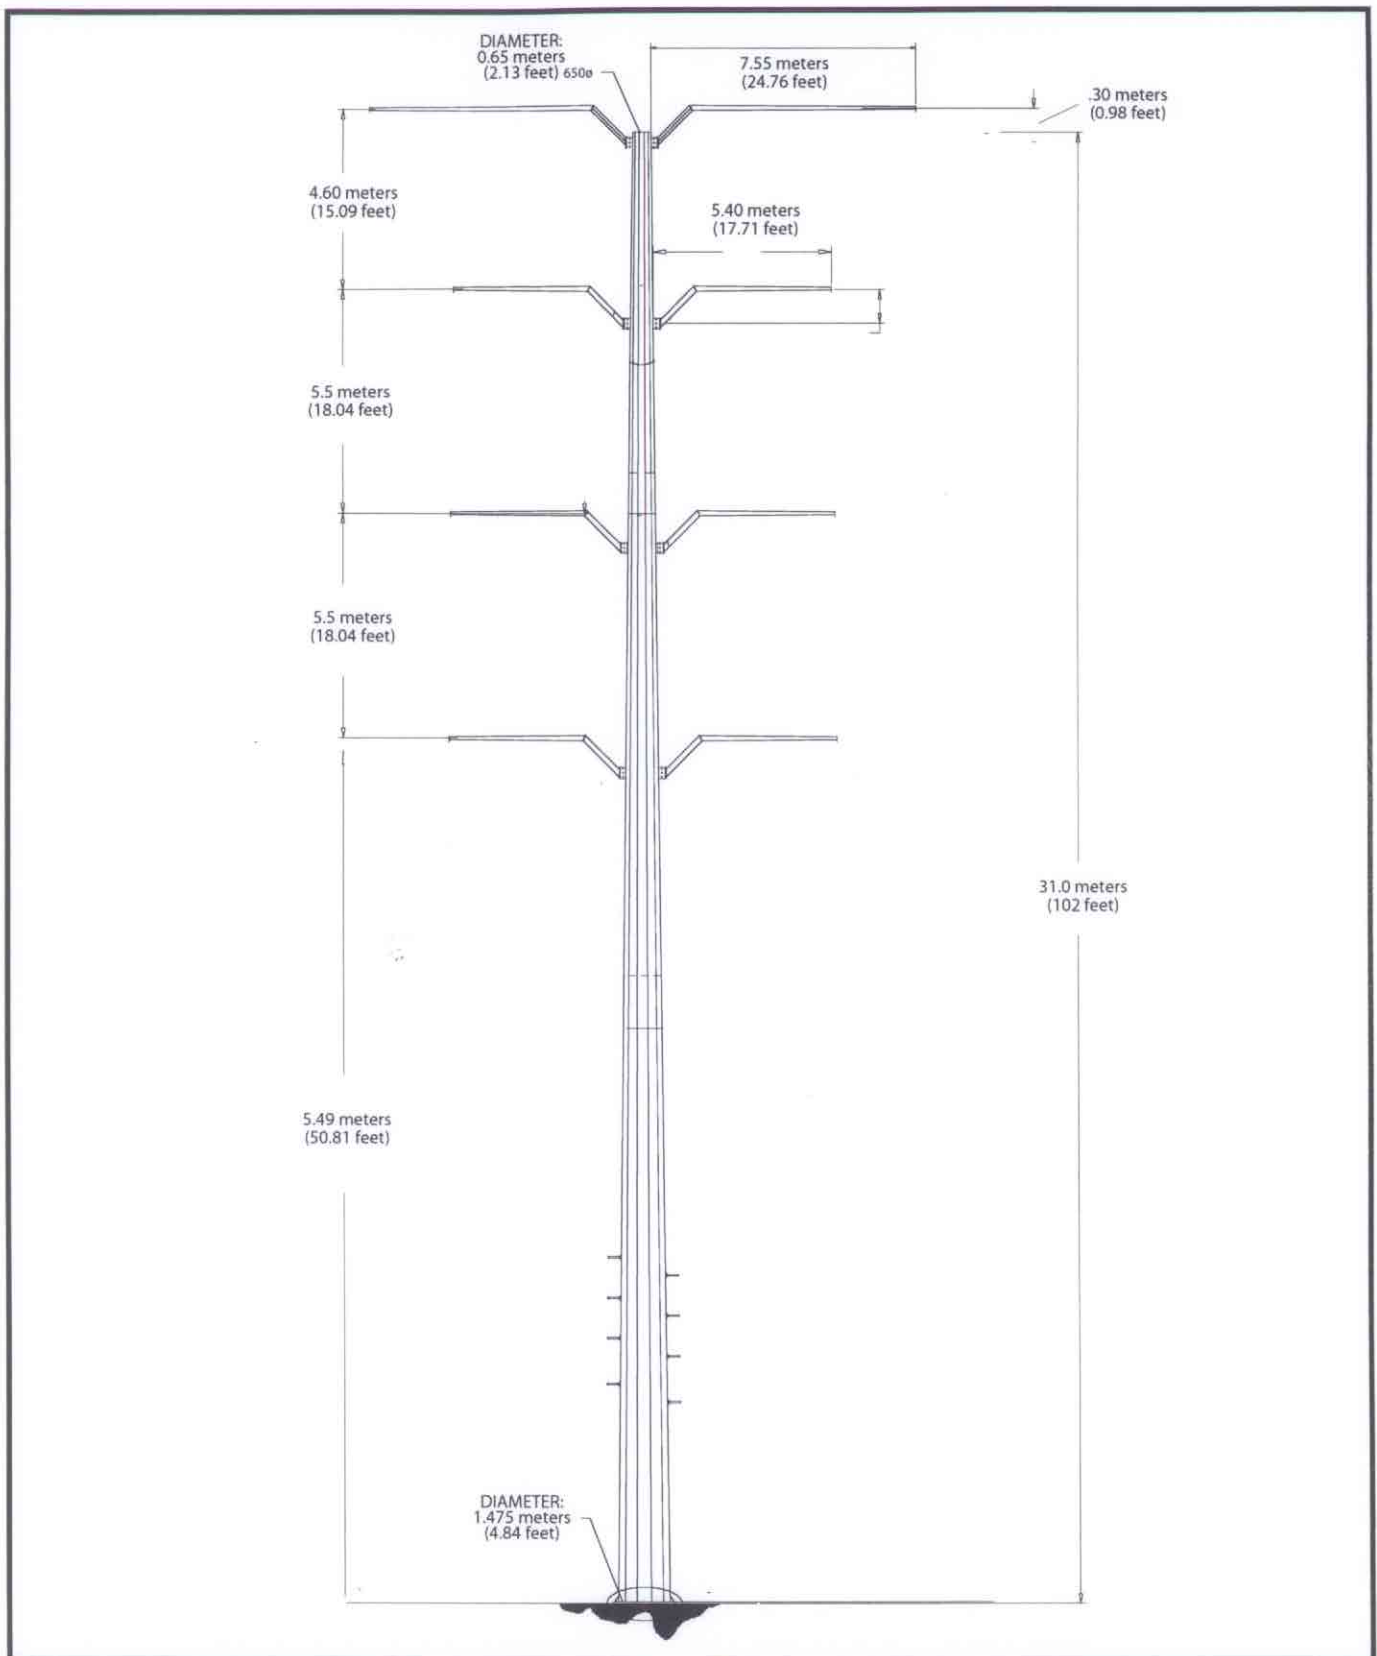 DIAMETER:
0.65 meters
(2.13 feet) 650ø
7.55 meters
(24.76 feet)
.30 meters
(0.98 feet)
4.60 meters
(15.09 feet)
5.40 meters
(17.71 feet)
5.5 meters
(18.04 feet)
5.5 meters
(18.04 feet)
31.0 meters
(102 feet)
5.49 meters
(50.81 feet)
DIAMETER:
1.475 meters
(4.84 feet)